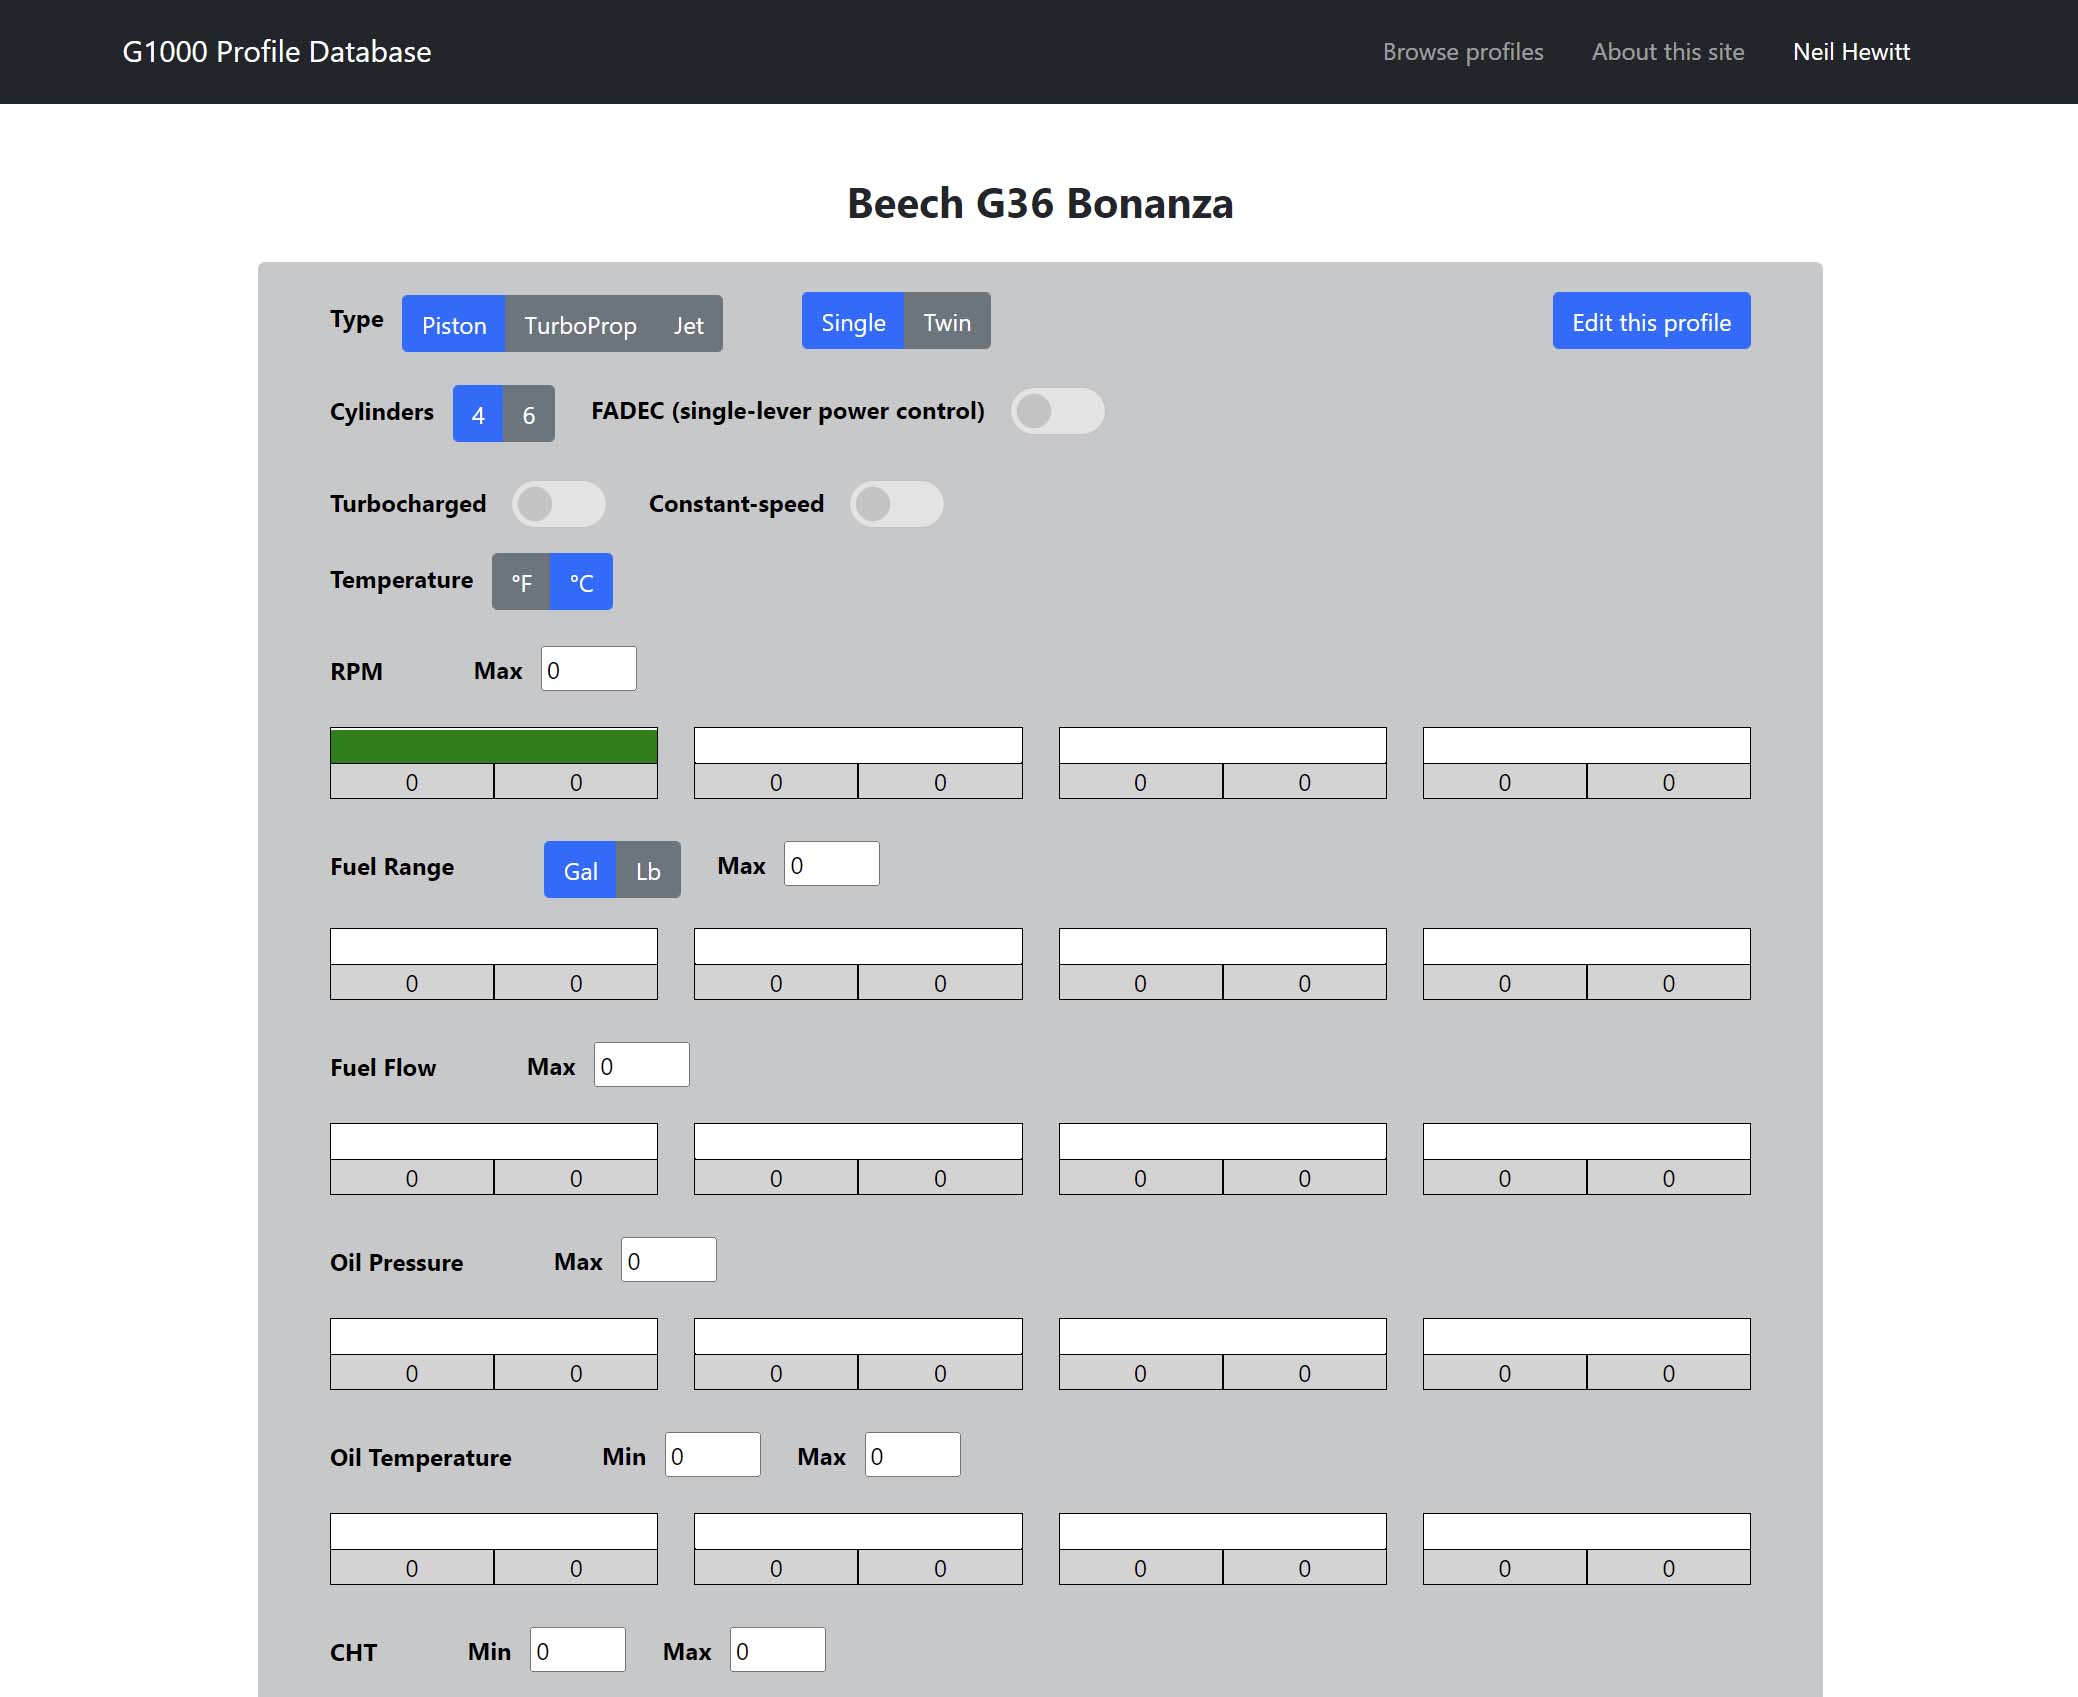 G1000 Profile Database Browse profiles About this site Neil Hewitt
Beech G36 Bonanza
Type Piston TurboProp Jet Single Twin Edit this profile
Cylinders 4 6 FADEC (single-lever power control)
Turbocharged Constant-speed
Temperature °F °C
RPM Max 0
0 0 0 0 0 0 0 0
Fuel Range Gal Lb Max 0
0 0 0 0 0 0 0 0
Fuel Flow Max 0
0 0 0 0 0 0 0 0
Oil Pressure Max 0
0 0 0 0 0 0 0 0
Oil Temperature Min 0 Max 0
0 0 0 0 0 0 0 0
CHT Min 0 Max 0